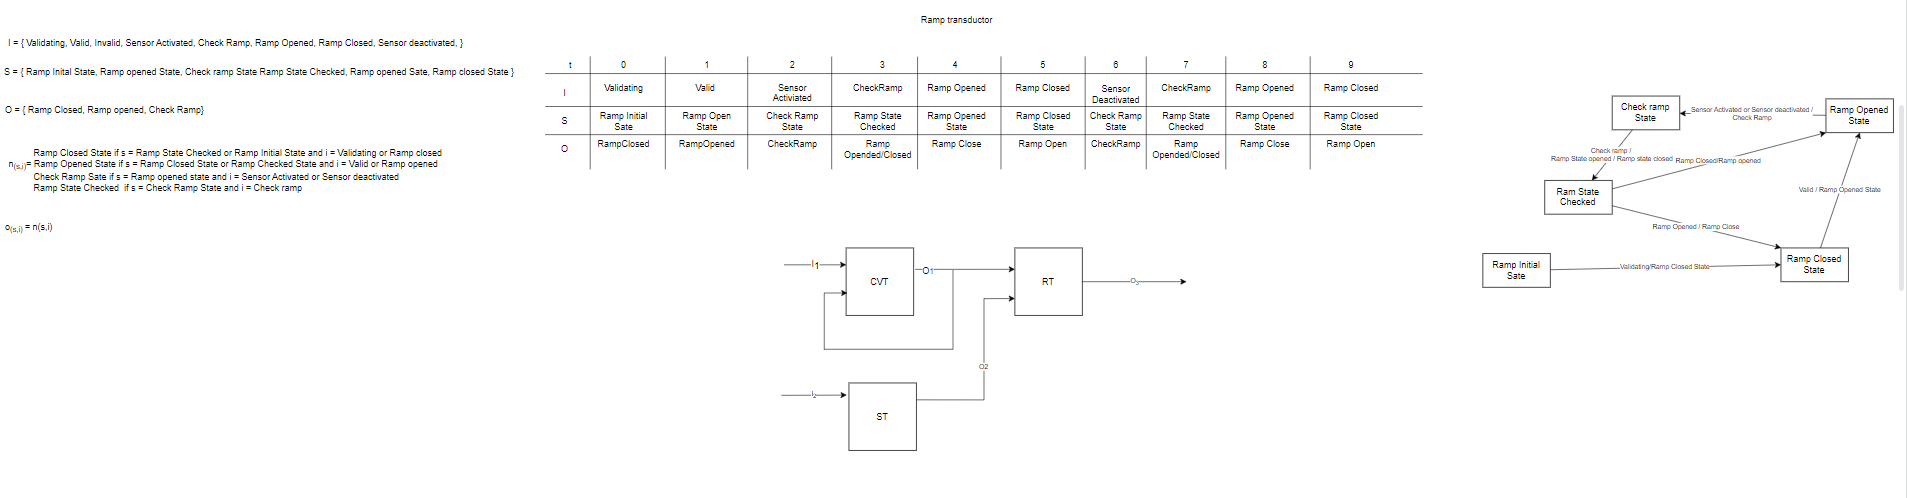 Ramp transductor
I = { Validating, Valid, Invalid, Sensor Activated, Check Ramp, Ramp Opened, Ramp Closed, Sensor deactivated, }
S = { Ramp Inital State, Ramp opened State, Check ramp State Ramp State Checked, Ramp opened Sate, Ramp closed State }
O = { Ramp Closed, Ramp opened, Check Ramp}
Ramp Closed State if s = Ramp State Checked or Ramp Initial State and i = Validating or Ramp closed
n(s,i)= Ramp Opened State if s = Ramp Closed State or Ramp Checked State and i = Valid or Ramp opened
Check Ramp Sate if s = Ramp opened state and i = Sensor Activated or Sensor deactivated
Ramp State Checked if s = Check Ramp State and i = Check ramp
o(s,i) = n(s,i)
t 0 1 2 3 4 5 6 7 8 9
I Validating Valid Sensor Activiated CheckRamp Ramp Opened Ramp Closed Sensor Deactivated CheckRamp Ramp Opened Ramp Closed
S Ramp Initial Sate Ramp Open State Check Ramp State Ramp State Checked Ramp Opened State Ramp Closed State Check Ramp State Ramp State Checked Ramp Opened State Ramp Closed State
O RampClosed RampOpened CheckRamp Ramp Opended/Closed Ramp Close Ramp Open CheckRamp Ramp Opended/Closed Ramp Close Ramp Open
I1
CVT
O1
RT
O3
O2
I2
ST
Check ramp
State
Sensor Activated or Sensor deactivated /
Check Ramp
Ramp Opened
State
Check ramp /
Ramp State opened / Ramp state closed
Ramp Closed/Ramp opened
Ram State
Checked
Valid / Ramp Opened State
Ramp Opened / Ramp Close
Ramp Initial
Sate
Validating/Ramp Closed State
Ramp Closed
State